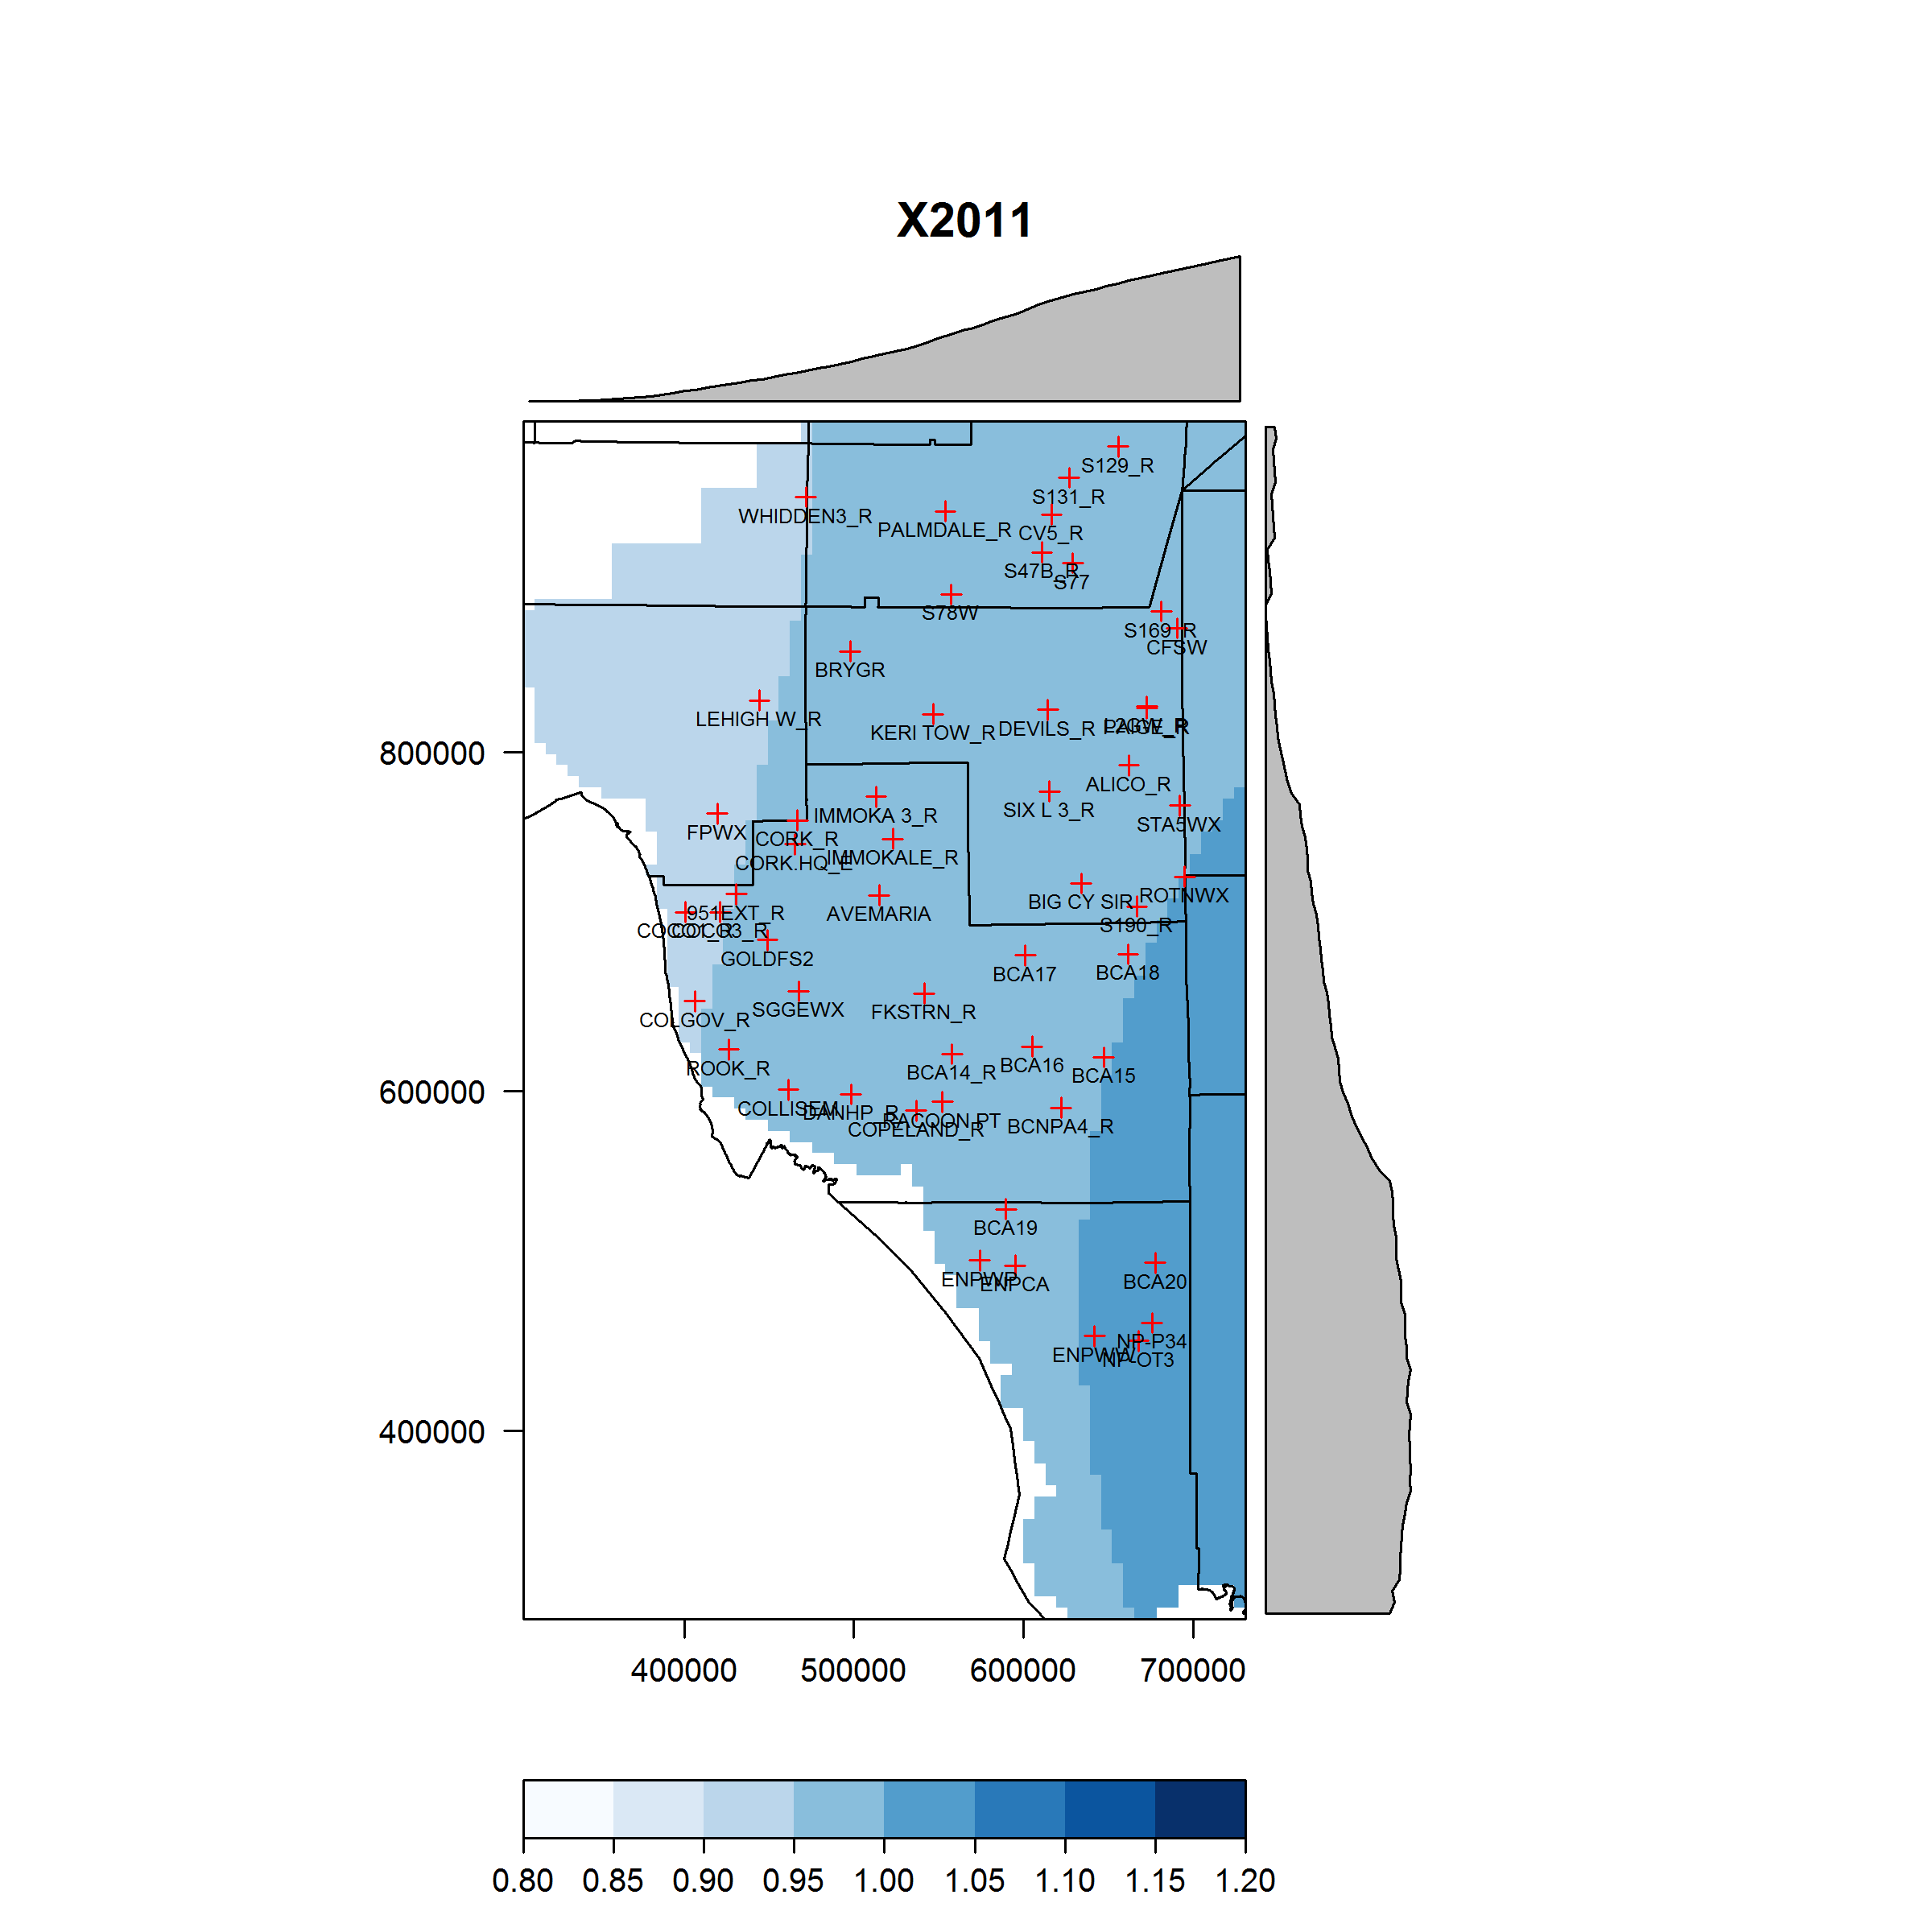 X2011
S129_R
S131_R
WHIDDEN3_R
PALMDALE_R
CV5_R
S47B_R
S77
S78W
S169_R
CFSW
BRYGR
LEHIGH W_R
KERI TOW_R
DEVILS_R
PAIGE_R
800000
ALICO_R
SIX L 3_R
IMMOKA 3_R
STA5WX
FPWX
CORK_R
CORK.HQ_E
IMMOKALE_R
BIG CY SIR
ROTNWX
951EXT_R
AVEMARIA
S190_R
COCO1_R
COCO3_R
GOLDFS2
BCA17
BCA18
SGGEWX
FKSTRN_R
COLGOV_R
ROOK_R
BCA14_R
BCA16
BCA15
600000
COLLISEM
DANHP_R
RACOON PT
COPELAND_R
BCNPA4_R
BCA19
ENPWP
ENPCA
BCA20
NP-P34
ENPWW
NP-OT3
400000
400000 500000 600000 700000
0.80 0.85 0.90 0.95 1.00 1.05 1.10 1.15 1.20